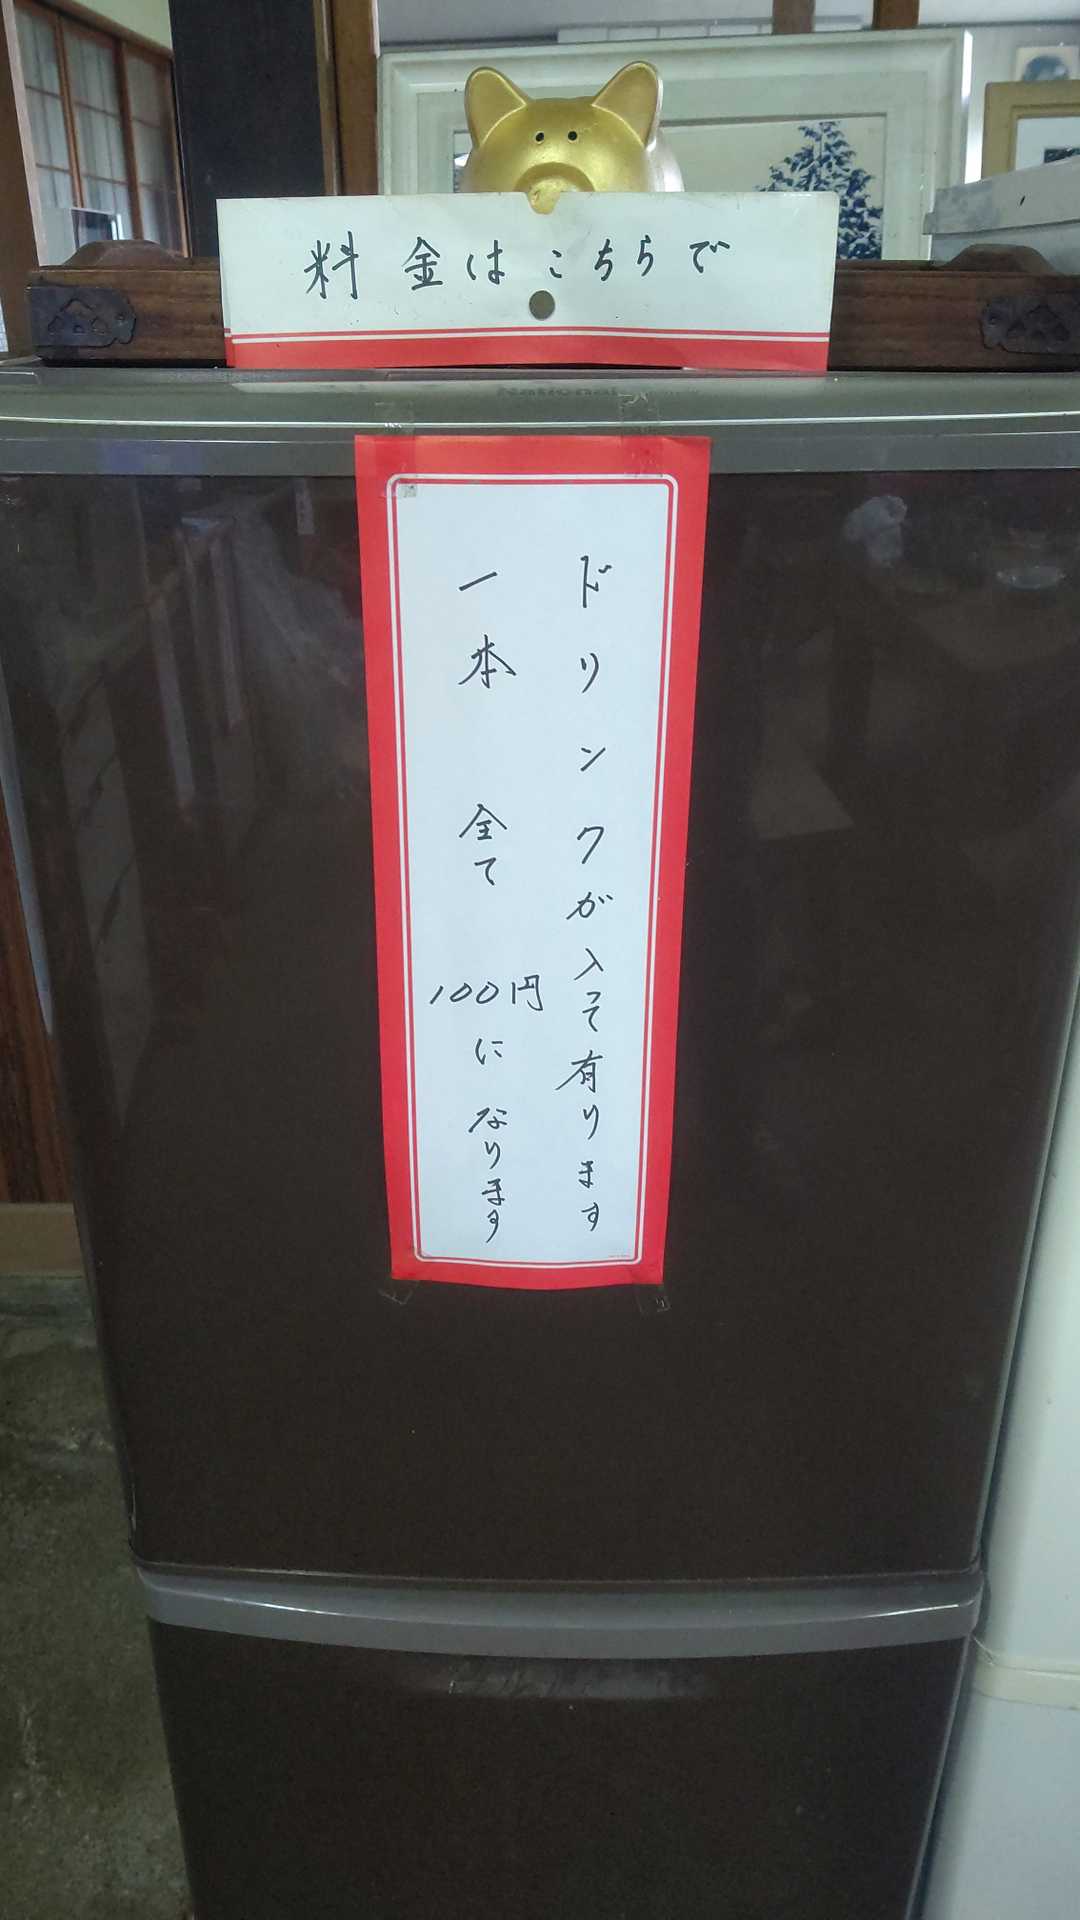 料金はこちらで
National
ドリンクが入って有ります
一本 全て 100円になります